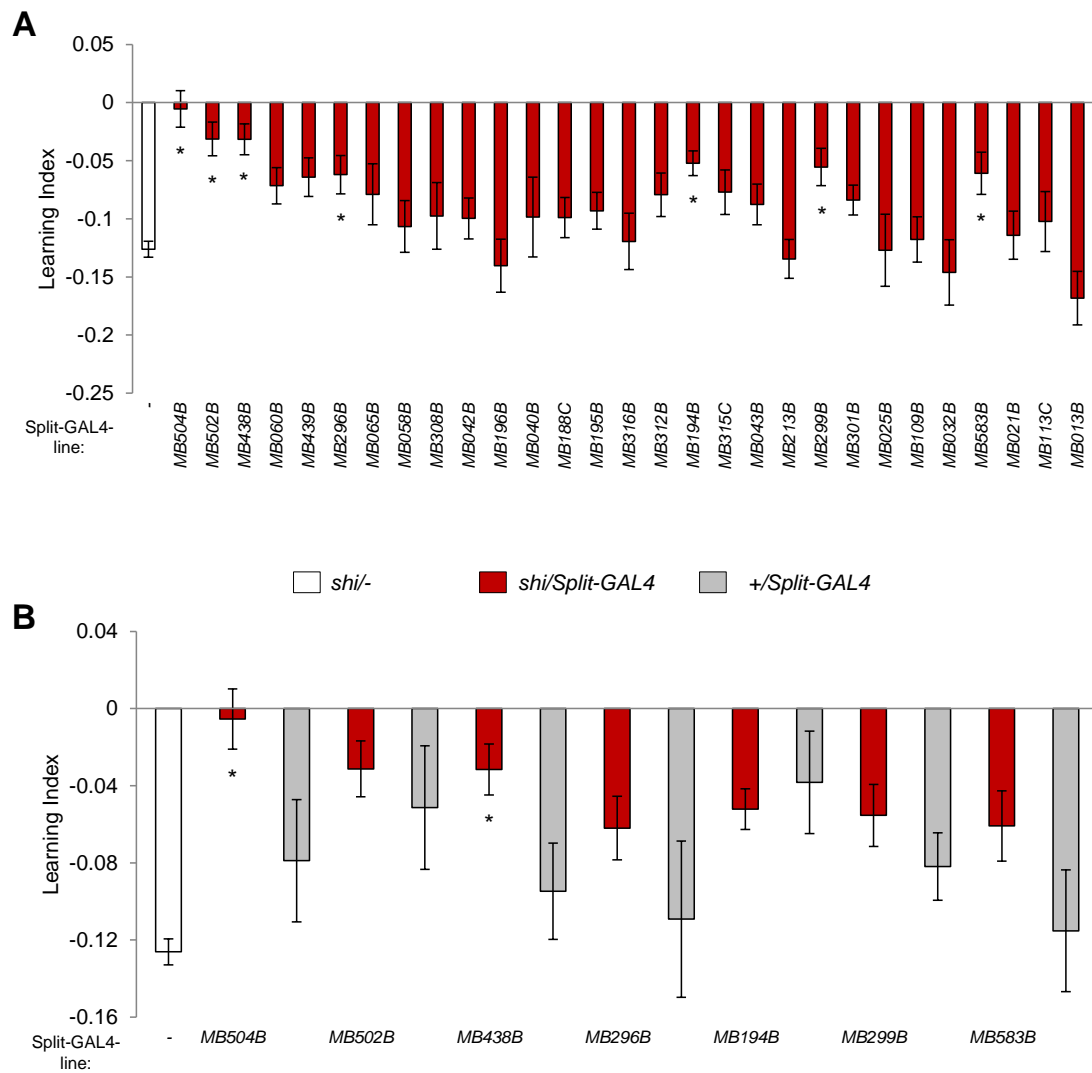 A
0.05
0
-0.05
-0.1
-0.15
-0.2
-0.25
Learning Index
Split-GAL4-
line:
-
MB504B
MB502B
MB438B
MB060B
MB439B
MB296B
MB065B
MB058B
MB308B
MB042B
MB196B
MB040B
MB188C
MB195B
MB316B
MB312B
MB194B
MB315C
MB043B
MB213B
MB299B
MB301B
MB025B
MB109B
MB032B
MB583B
MB021B
MB113C
MB013B
* * * * * * *
shi/- shi/Split-GAL4 +/Split-GAL4
B
0.04
0
-0.04
-0.08
-0.12
-0.16
Learning Index
* *
Split-GAL4-
line:
- MB504B MB502B MB438B MB296B MB194B MB299B MB583B